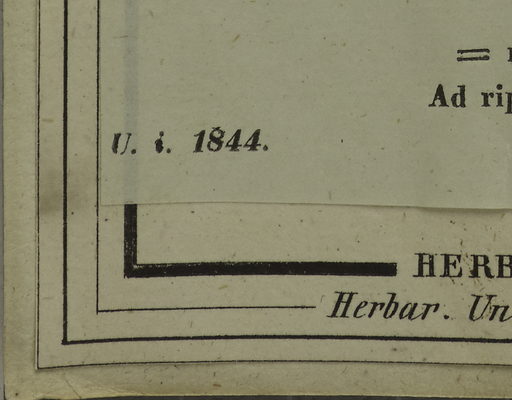 =
Ad rip
U. i. 1844.
HERB
Herbar. Un